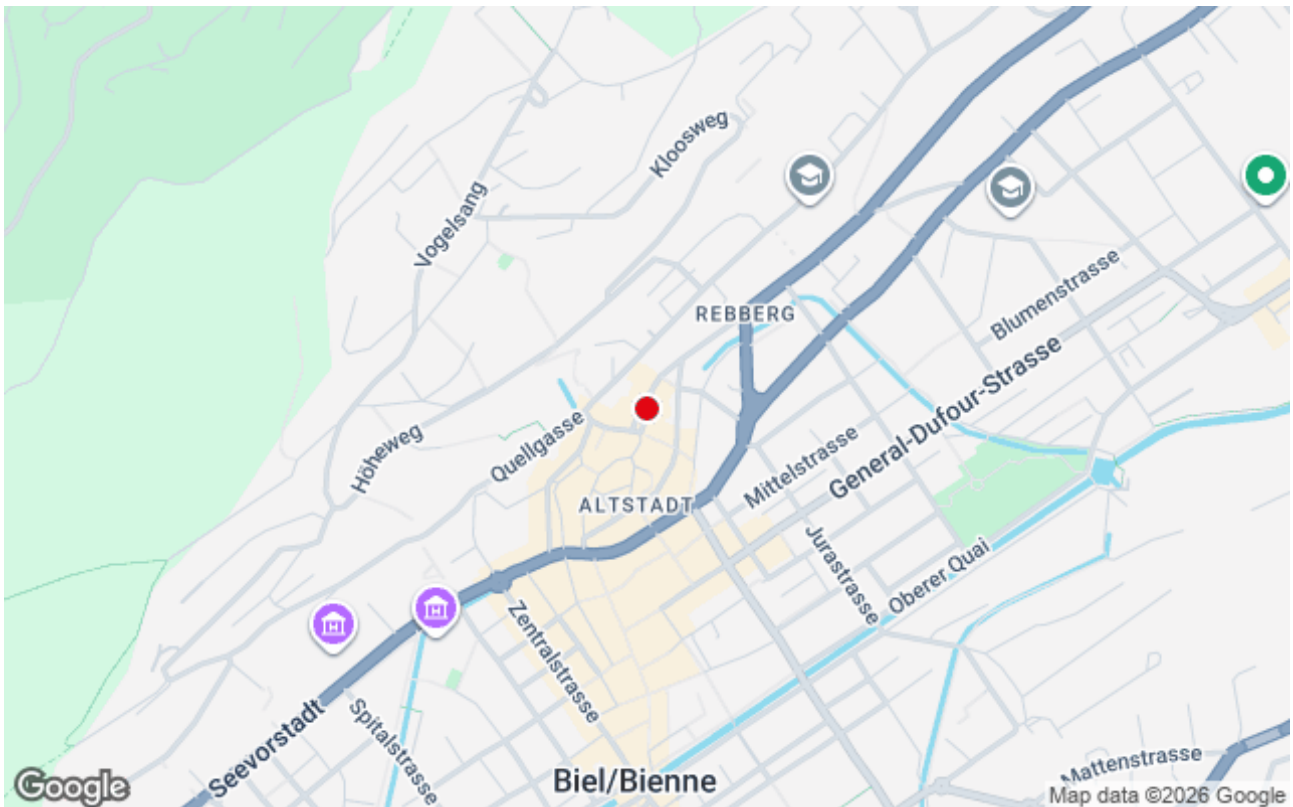 Kloosweg
Vogelsang
REBBERG
Blumenstrasse
General-Dufour-Strasse
Höheweg
Quellgasse
Mittelstrasse
ALTSTADT
Jurastrasse
Oberer Quai
Zentralstrasse
Seevorstadt
Spitalstrasse
Mattenstrasse
Biel/Bienne
Google
Map data ©2026 Google